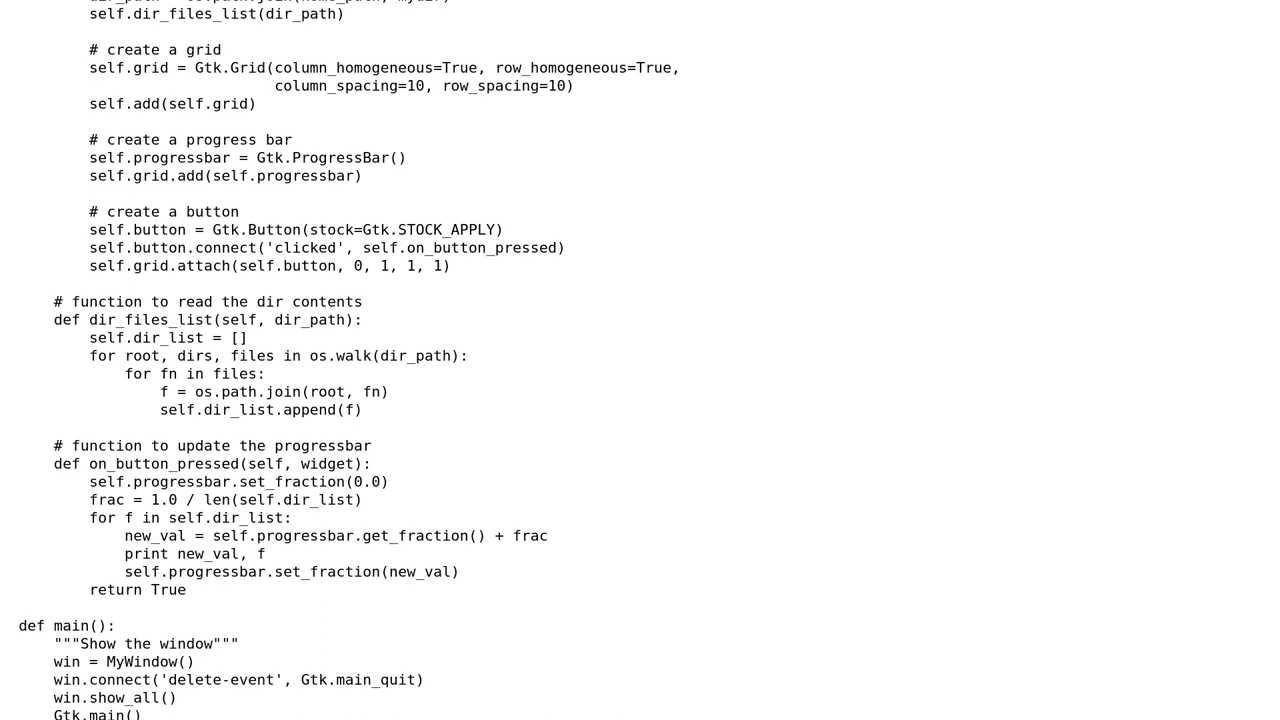 self.dir_files_list(dir_path)
# create a grid
self.grid = Gtk.Grid(column_homogeneous=True, row_homogeneous=True,
column_spacing=10, row_spacing=10)
self.add(self.grid)
# create a progress bar
self.progressbar = Gtk.ProgressBar()
self.grid.add(self.progressbar)
# create a button
self.button = Gtk.Button(stock=Gtk.STOCK_APPLY)
self.button.connect('clicked', self.on_button_pressed)
self.grid.attach(self.button, 0, 1, 1, 1)
# function to read the dir contents
def dir_files_list(self, dir_path):
self.dir_list = []
for root, dirs, files in os.walk(dir_path):
for fn in files:
f = os.path.join(root, fn)
self.dir_list.append(f)
# function to update the progressbar
def on_button_pressed(self, widget):
self.progressbar.set_fraction(0.0)
frac = 1.0 / len(self.dir_list)
for f in self.dir_list:
new_val = self.progressbar.get_fraction() + frac
print new_val, f
self.progressbar.set_fraction(new_val)
return True
def main():
"""Show the window"""
win = MyWindow()
win.connect('delete-event', Gtk.main_quit)
win.show_all()
Gtk.main()